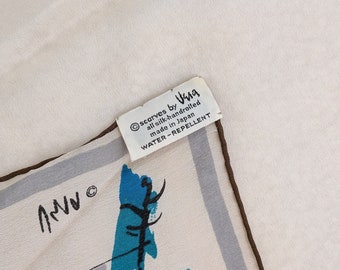 © scarves by Vera
all silk-handrolled
made in Japan
WATER-REPELLENT
©